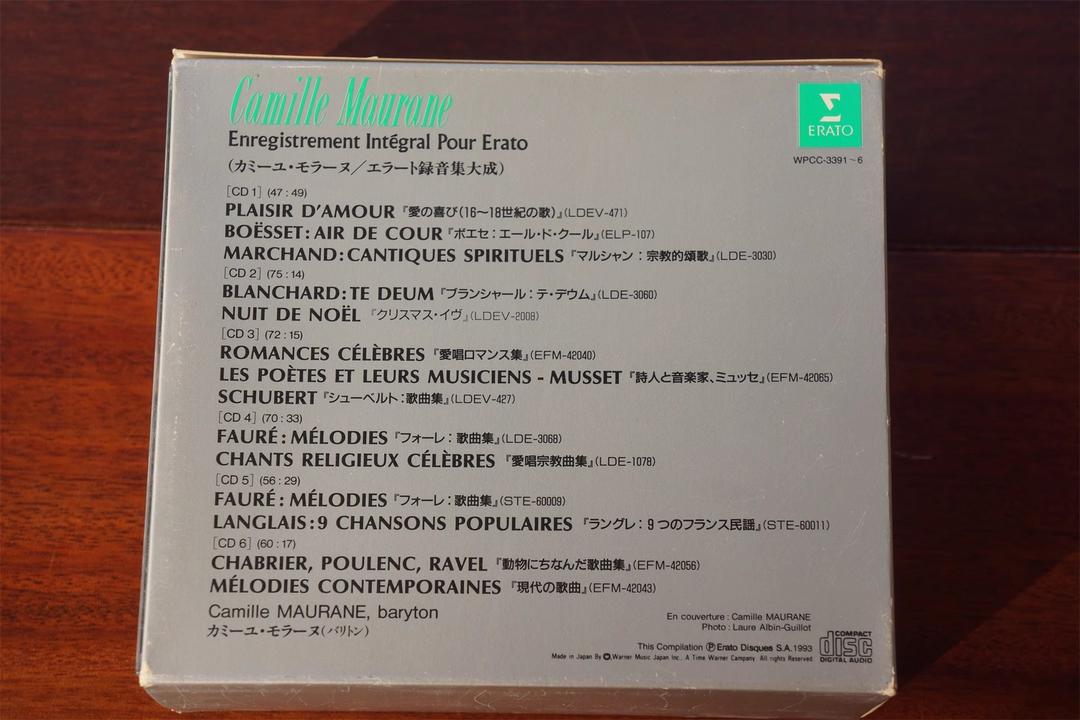 Camille Maurane
Enregistrement Intégral Pour Erato
(カミーユ・モラーヌ/エラート録音集大成)
ERATO
WPCC-3391~6
[CD 1] (47:49)
PLAISIR D'AMOUR『愛の喜び(16~18世紀の歌)』(LDEV-471)
BOËSSET: AIR DE COUR『ボエセ:エール・ド・クール』(ELP-107)
MARCHAND: CANTIQUES SPIRITUELS『マルシャン:宗教的頌歌』(LDE-3030)
[CD 2] (75:14)
BLANCHARD: TE DEUM『ブランシャール:テ・デウム』(LDE-3060)
NUIT DE NOËL『クリスマス・イヴ』(LDEV-2008)
[CD 3] (72:15)
ROMANCES CÉLÈBRES『愛唱ロマンス集』(EFM-42040)
LES POÈTES ET LEURS MUSICIENS - MUSSET『詩人と音楽家、ミュッセ』(EFM-42065)
SCHUBERT『シューベルト:歌曲集』(LDEV-427)
[CD 4] (70:33)
FAURÉ: MÉLODIES『フォーレ:歌曲集』(LDE-3068)
CHANTS RELIGIEUX CÉLÈBRES『愛唱宗教曲集』(LDE-1078)
[CD 5] (56:29)
FAURÉ: MÉLODIES『フォーレ:歌曲集』(STE-60009)
LANGLAIS: 9 CHANSONS POPULAIRES『ラングレ:9つのフランス民謡』(STE-60011)
[CD 6] (60:17)
CHABRIER, POULENC, RAVEL『動物にちなんだ歌曲集』(EFM-42056)
MÉLODIES CONTEMPORAINES『現代の歌曲』(EFM-42043)
Camille MAURANE, baryton
カミーユ・モラーヌ(バリトン)
En couverture: Camille MAURANE
Photo: Laure Albin-Guillot
This Compilation ℗ Erato Disques S.A. 1993
Made in Japan By Warner Music Japan Inc., A Time Warner Company. All rights Reserved.
COMPACT
disc
DIGITAL AUDIO